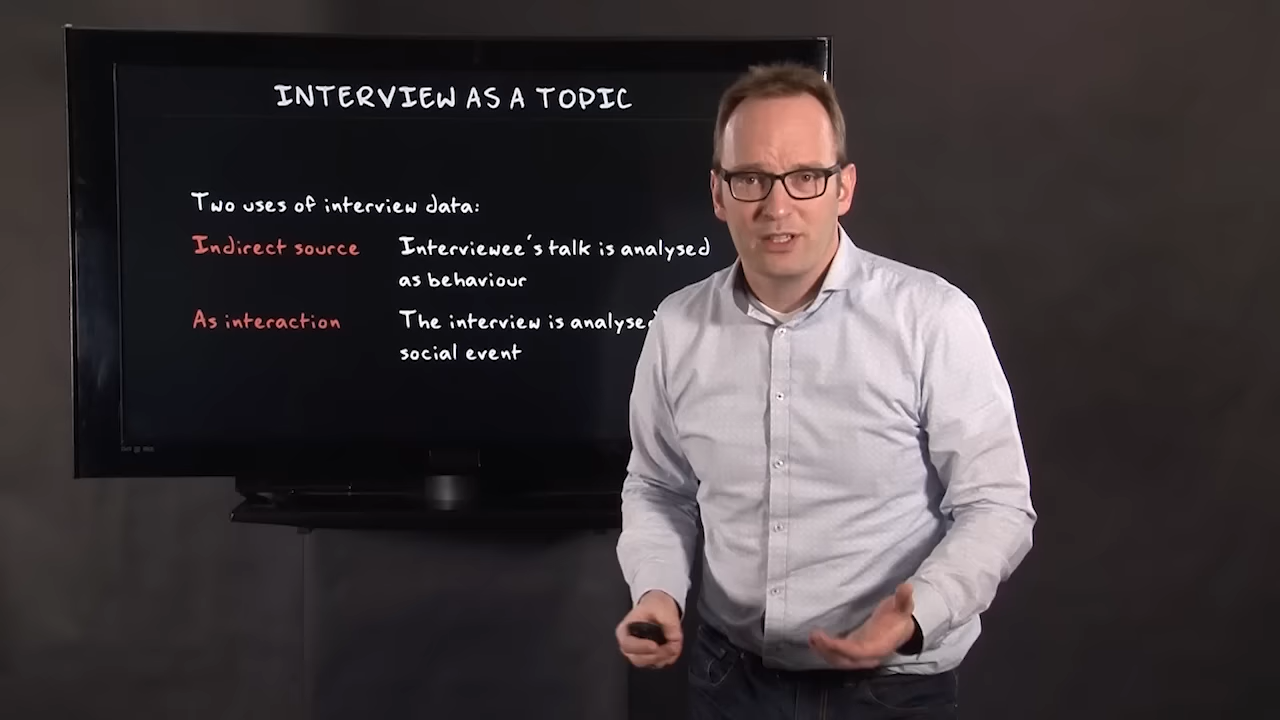 INTERVIEW AS A TOPIC
Two uses of interview data:
Indirect source Interviewee's talk is analysed
as behaviour
As interaction The interview is analysed
social event